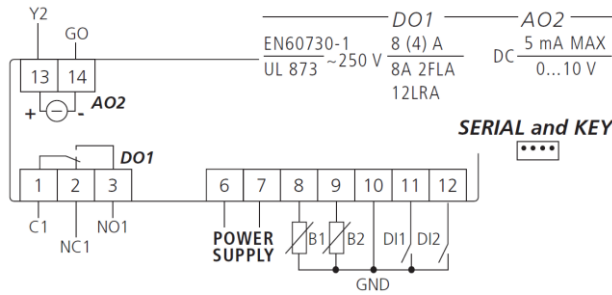 Y2
GO
DO1 AO2
EN60730-1
UL 873
~250 V
8 (4) A
8A 2FLA
12LRA
DC
5 mA MAX
0...10 V
13 14
+ - AO2
SERIAL and KEY
DO1
1 2 3 6 7 8 9 10 11 12
C1
NC1
NO1
POWER
SUPPLY
B1 B2 DI1 DI2
GND